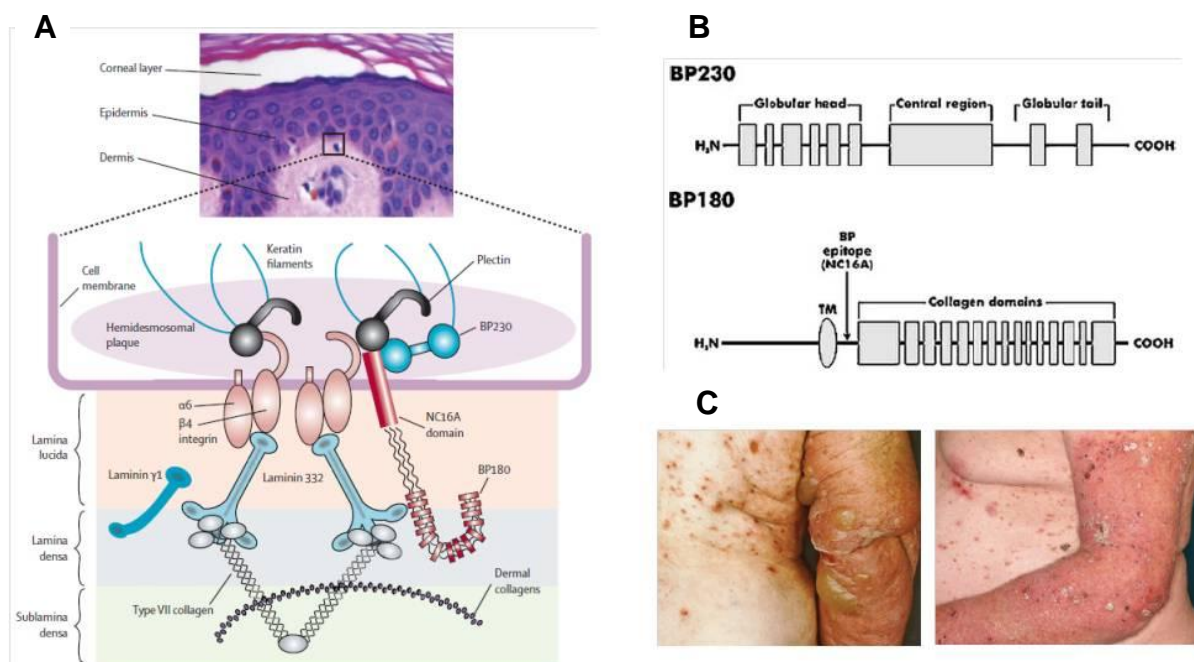 A
Corneal layer
Epidermis
Dermis
Cell
membrane
Keratin
filaments
Plectin
Hemidesmosomal
plaque
BP230
α6
β4
integrin
NC16A
domain
Lamina
lucida
Laminin γ1
Laminin 332
BP180
Lamina
densa
Type VII collagen
Dermal
collagens
Sublamina
densa
B
BP230
Globular head
Central region
Globular tail
H₂N
COOH
BP180
BP
epitope
(NC16A)
TM
Collagen domains
H₂N
COOH
C